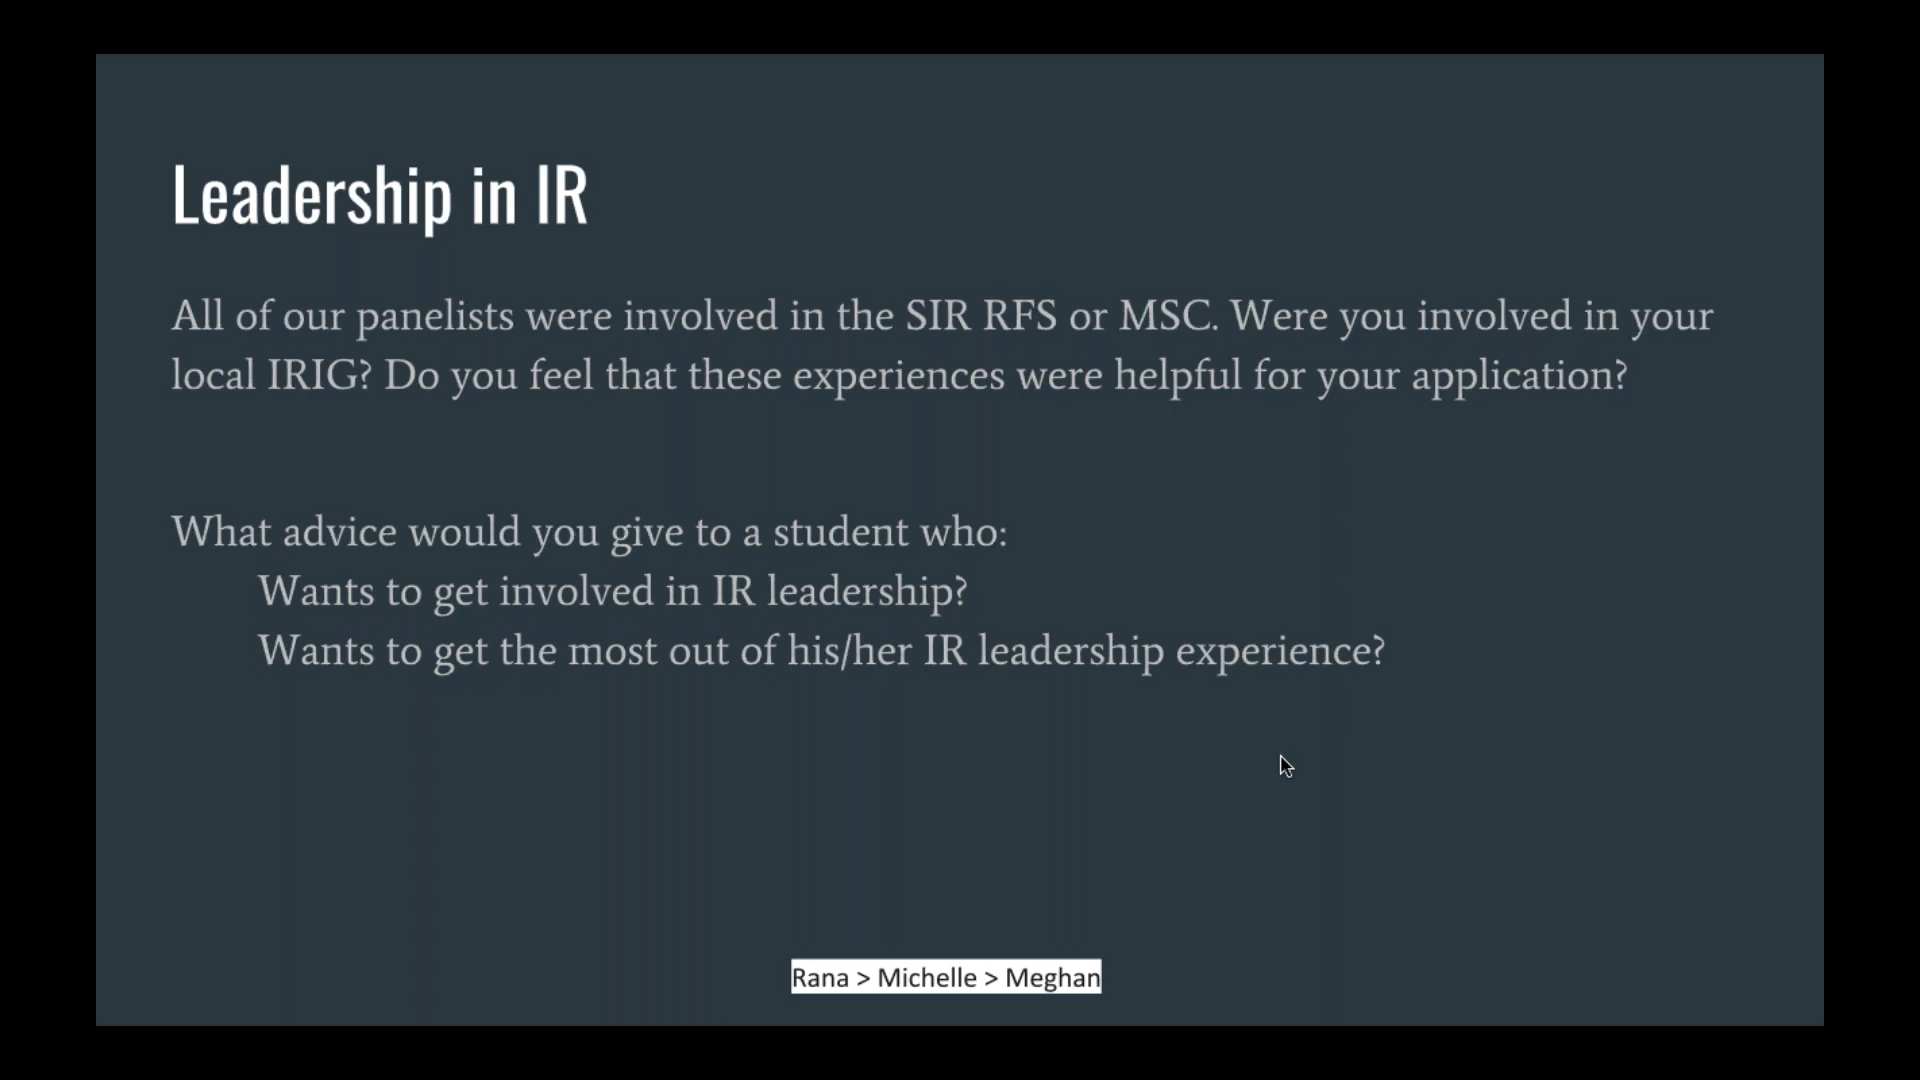 Leadership in IR
All of our panelists were involved in the SIR RFS or MSC. Were you involved in your
local IRIG? Do you feel that these experiences were helpful for your application?
What advice would you give to a student who:
Wants to get involved in IR leadership?
Wants to get the most out of his/her IR leadership experience?
Rana > Michelle > Meghan